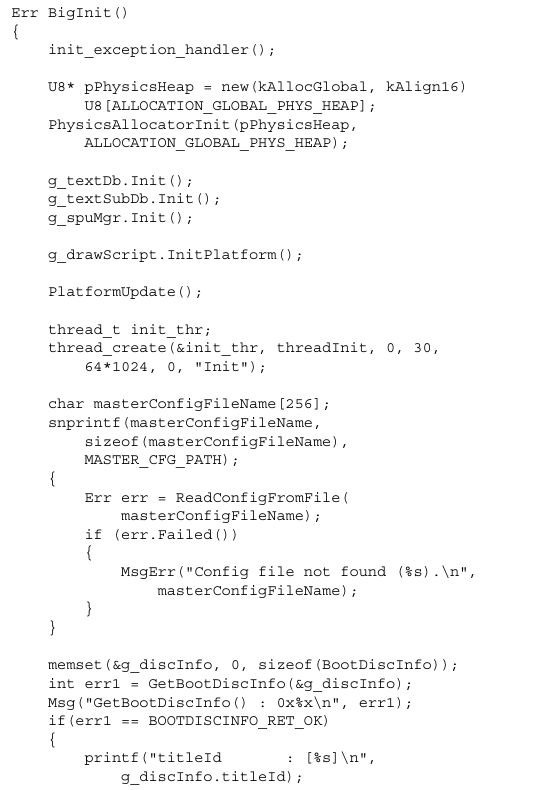 Err BigInit()
{
    init_exception_handler();

    U8* pPhysicsHeap = new(kAllocGlobal, kAlign16)
        U8[ALLOCATION_GLOBAL_PHYS_HEAP];
    PhysicsAllocatorInit(pPhysicsHeap,
        ALLOCATION_GLOBAL_PHYS_HEAP);

    g_textDb.Init();
    g_textSubDb.Init();
    g_spuMgr.Init();

    g_drawScript.InitPlatform();

    PlatformUpdate();

    thread_t init_thr;
    thread_create(&init_thr, threadInit, 0, 30,
        64*1024, 0, "Init");

    char masterConfigFileName[256];
    snprintf(masterConfigFileName,
        sizeof(masterConfigFileName),
        MASTER_CFG_PATH);
    {
        Err err = ReadConfigFromFile(
            masterConfigFileName);
        if (err.Failed())
        {
            MsgErr("Config file not found (%s).\n",
                masterConfigFileName);
        }
    }

    memset(&g_discInfo, 0, sizeof(BootDiscInfo));
    int err1 = GetBootDiscInfo(&g_discInfo);
    Msg("GetBootDiscInfo() : 0x%x\n", err1);
    if(err1 == BOOTDISCINFO_RET_OK)
    {
        printf("titleId       : [%s]\n",
            g_discInfo.titleId);